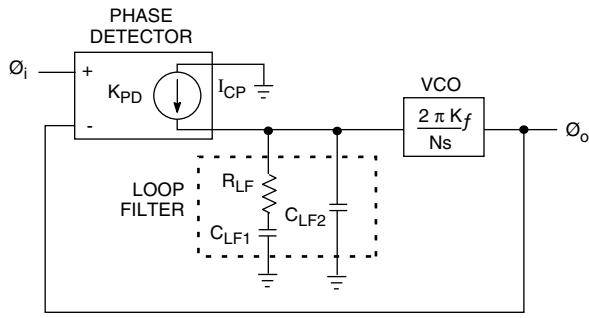 PHASE
DETECTOR
Øi
+
-
KPD
ICP
VCO
2 π Kf
Ns
Øo
LOOP
FILTER
RLF
CLF1
CLF2